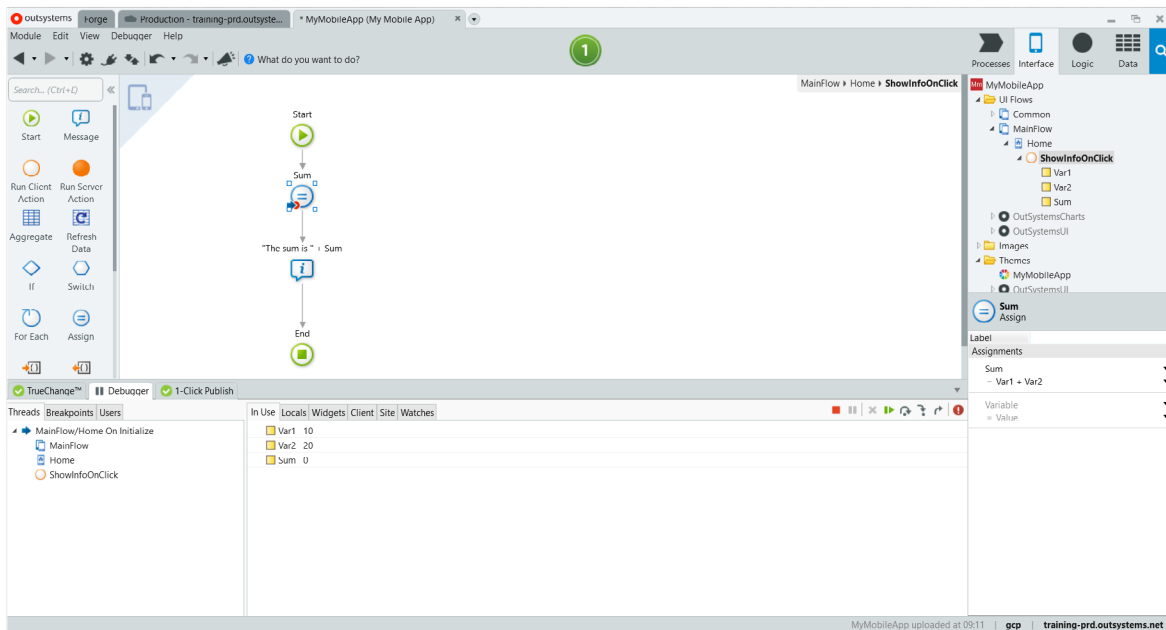 outsystems Forge Production - training-prd.outsyste... * MyMobileApp (My Mobile App)
Module Edit View Debugger Help
What do you want to do?
1
Processes Interface Logic Data
Search... (Ctrl+E)
Start Message
Run Client Action Run Server Action
Aggregate Refresh Data
If Switch
For Each Assign
MainFlow Home ShowInfoOnClick
Start
Sum
"The sum is " + Sum
End
Mm MyMobileApp
UI Flows
Common
MainFlow
Home
ShowInfoOnClick
Var1
Var2
Sum
OutSystemsCharts
OutSystemsUI
Images
Themes
MyMobileApp
OutSystemsUI
Sum
Assign
Label
Assignments
Sum
= Var1 + Var2
Variable
= Value
TrueChange™ Debugger 1-Click Publish
Threads Breakpoints Users
MainFlow/Home On Initialize
MainFlow
Home
ShowInfoOnClick
In Use Locals Widgets Client Site Watches
Var1 10
Var2 20
Sum 0
MyMobileApp uploaded at 09:11 | gcp | training-prd.outsystems.net